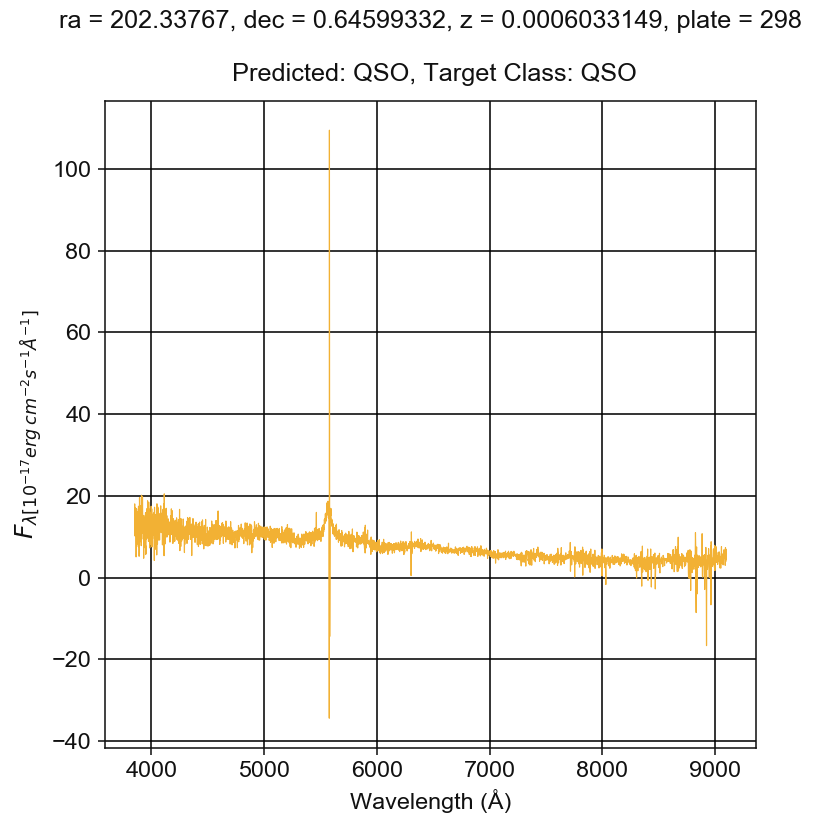 ra = 202.33767, dec = 0.64599332, z = 0.0006033149, plate = 298
Predicted: QSO, Target Class: QSO
100
80
60
40
20
0
−20
−40
F_λ[10^−17 erg cm^−2 s^−1 Å^−1]
4000 5000 6000 7000 8000 9000
Wavelength (Å)